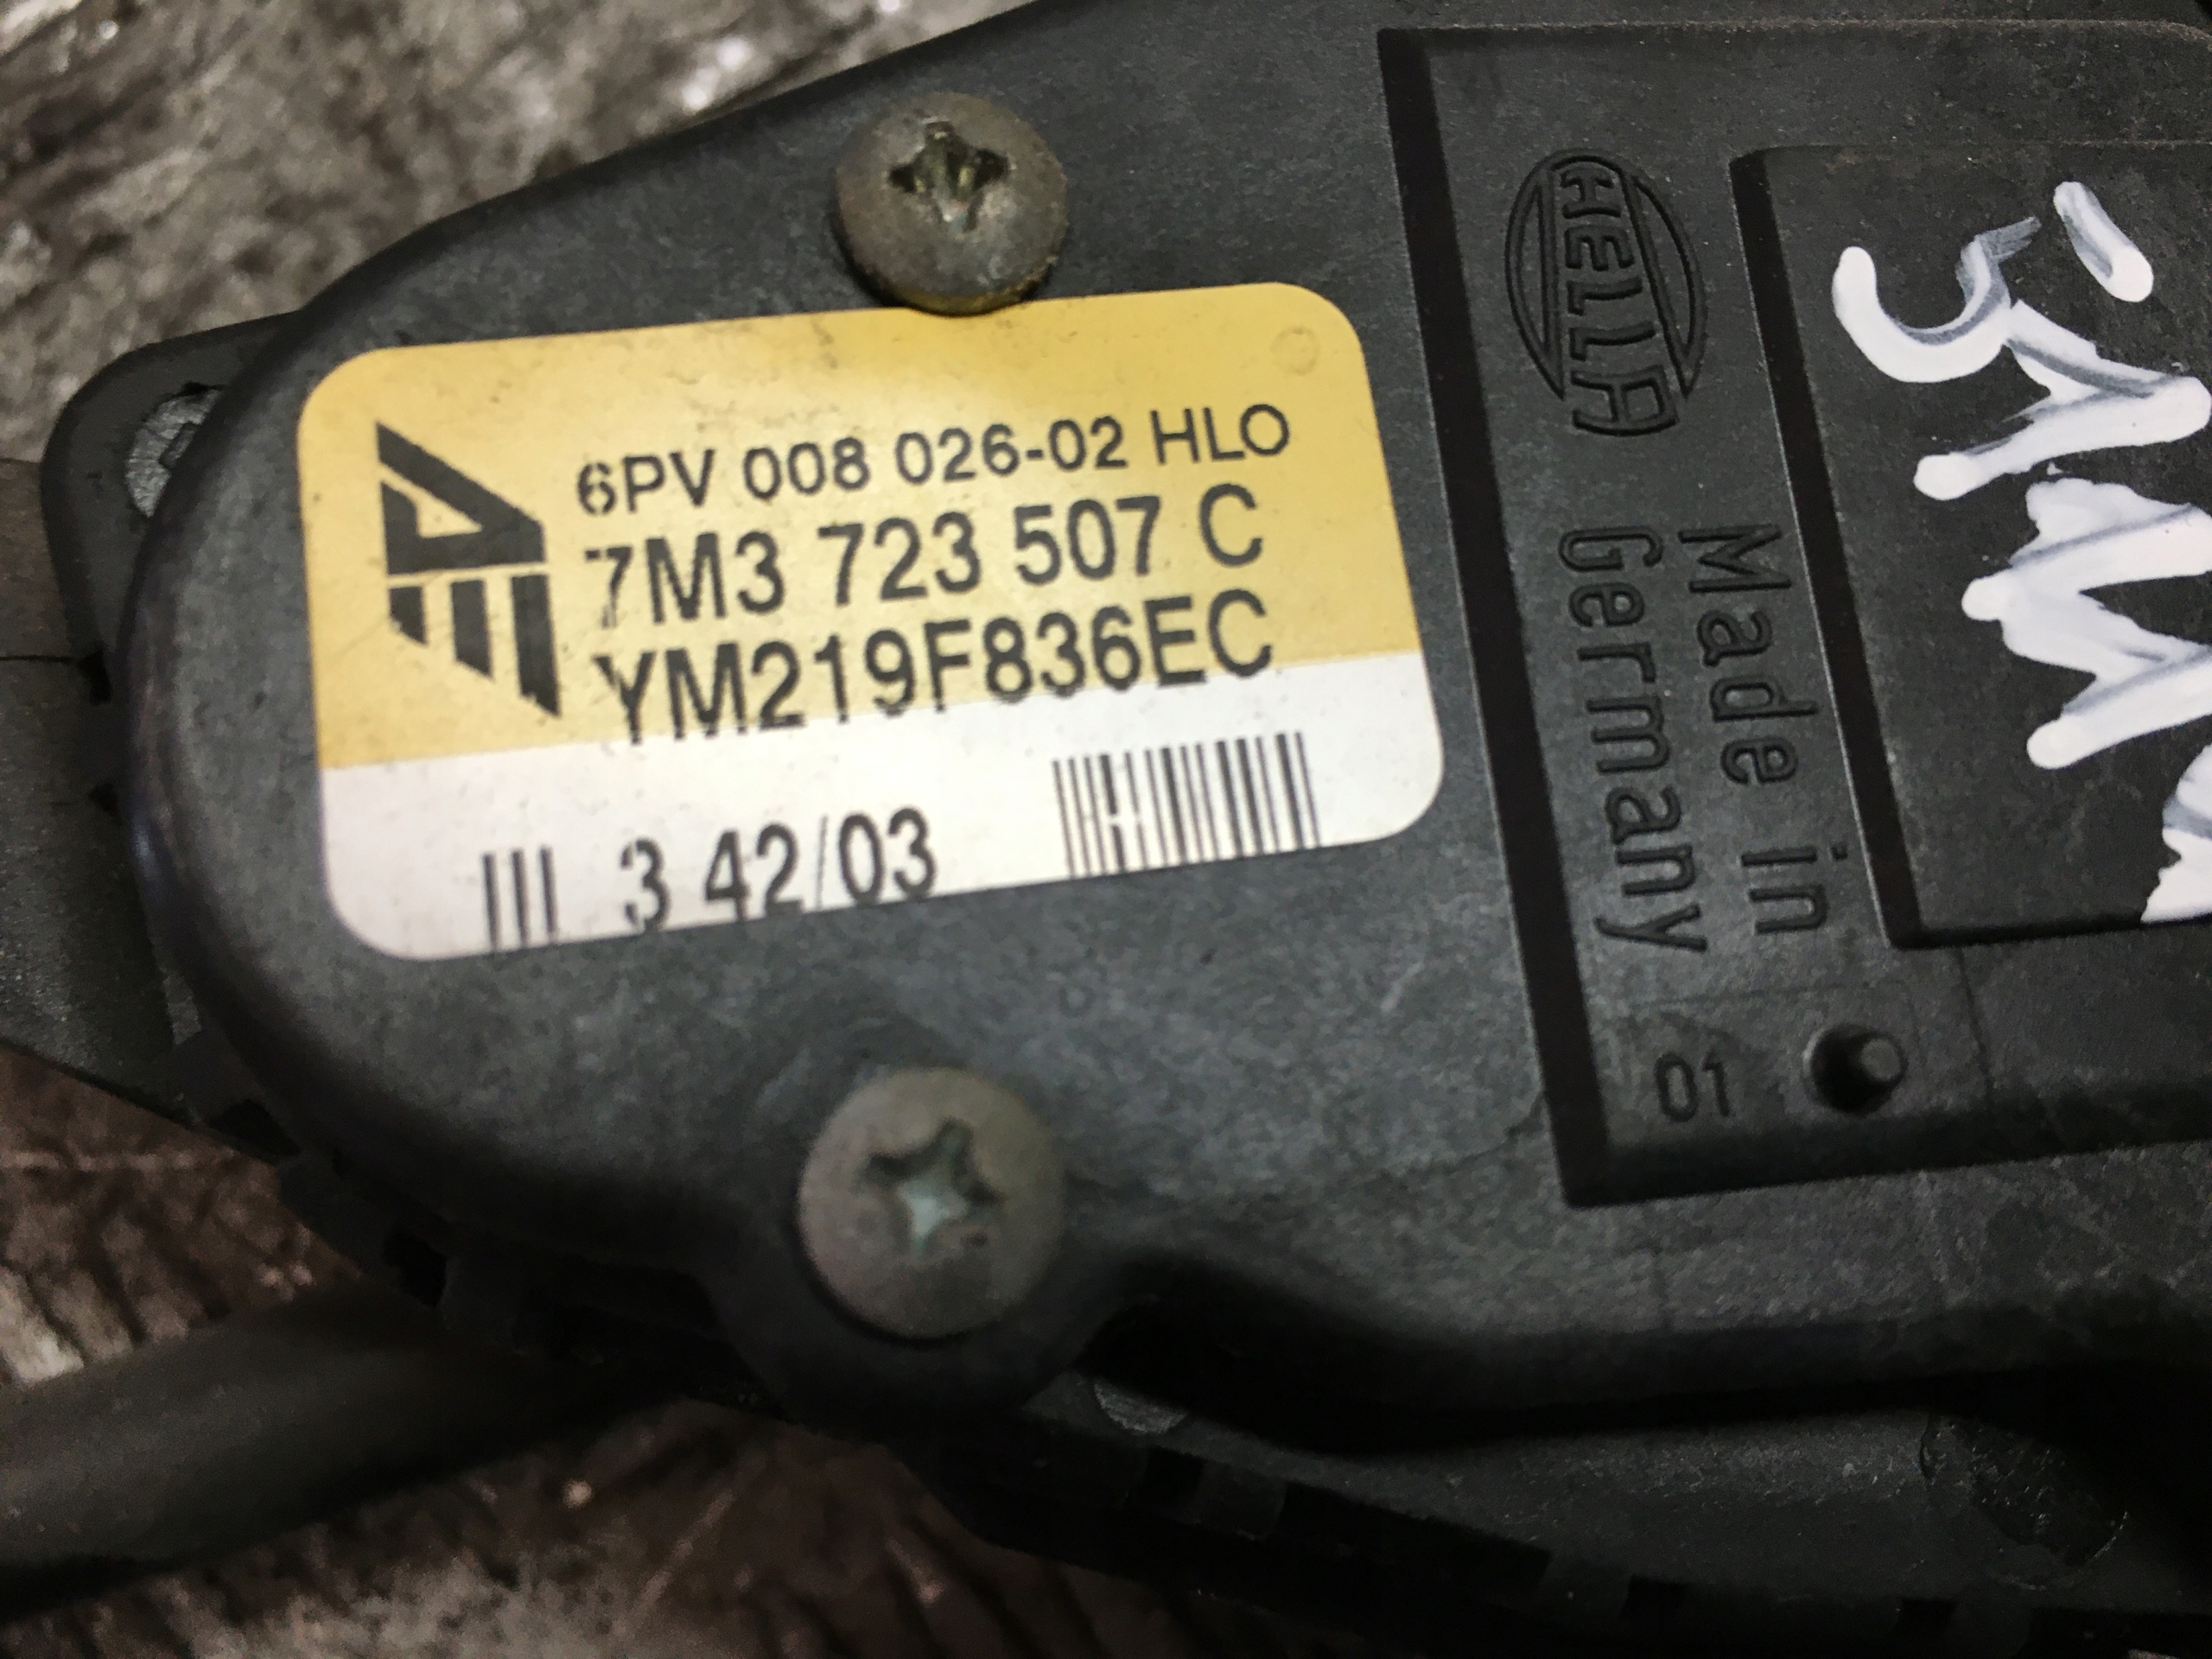 6PV 008 026-02 HLO
7M3 723 507 C
YM219F836EC
3 42/03
HELLA
Made in
Germany
01